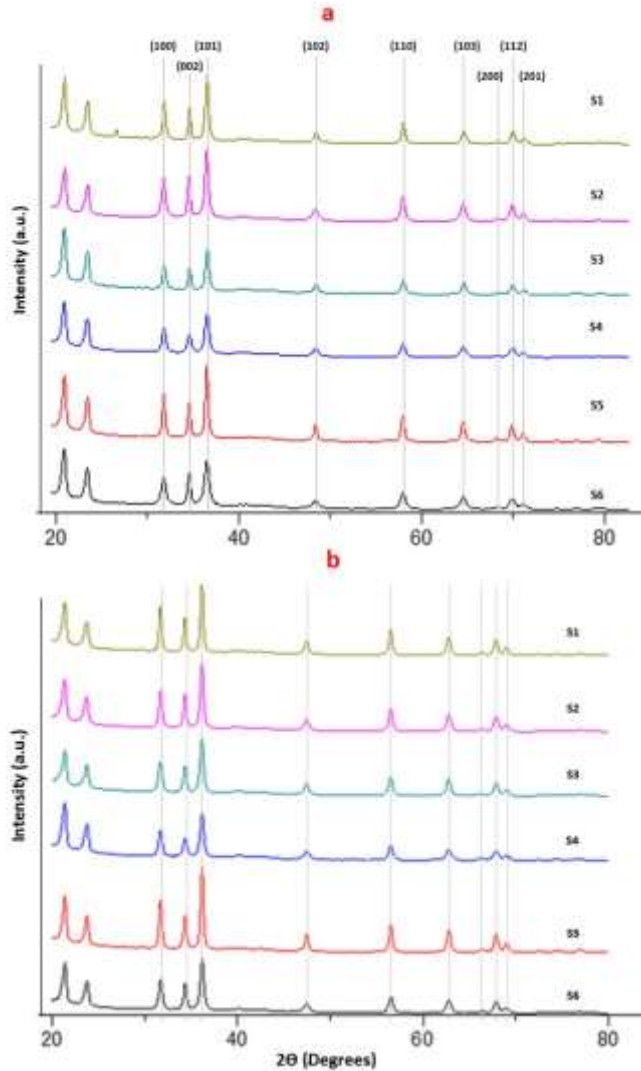 a
(100) (101) (102) (110) (103) (112)
(002) (200) (201)
S1
S2
S3
S4
S5
S6
Intensity (a.u.)
20 40 60 80
b
S1
S2
S3
S4
S5
S6
Intensity (a.u.)
20 40 60 80
2Θ (Degrees)